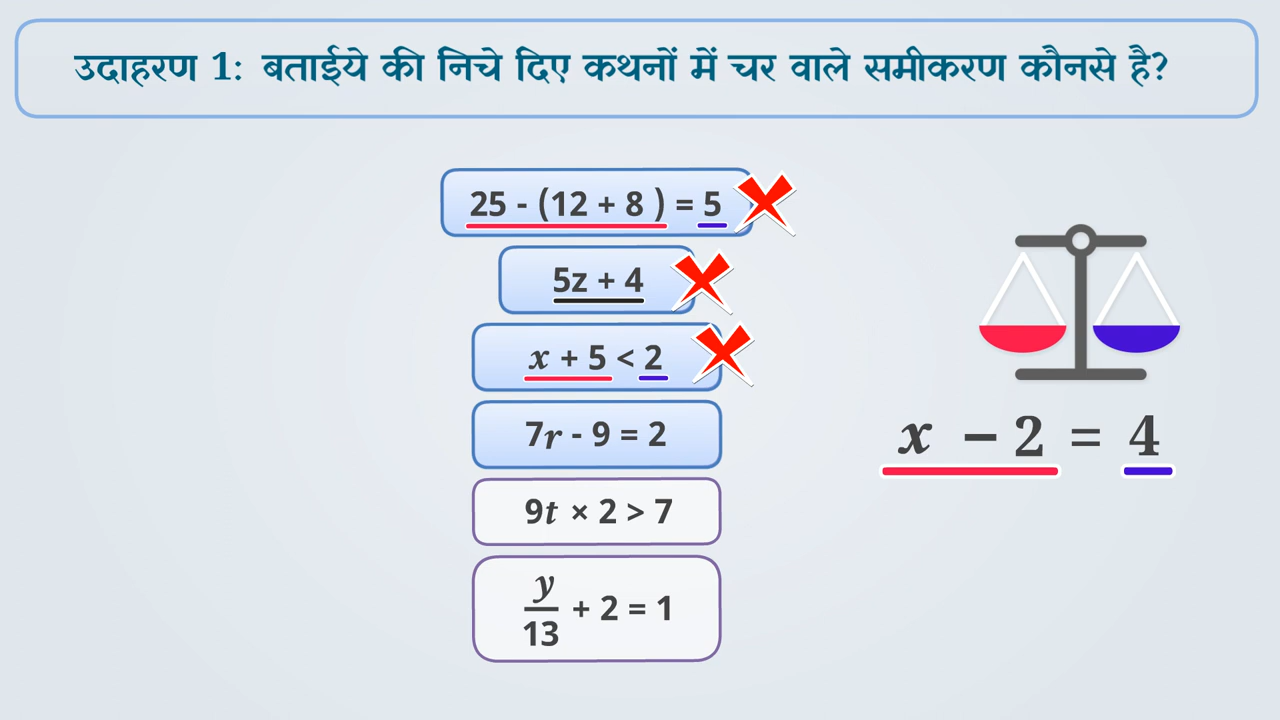 उदाहरण 1: बताईये की निचे दिए कथनों में चर वाले समीकरण कौनसे है?
25 - (12 + 8 ) = 5
5z + 4
x + 5 < 2
7r - 9 = 2
9t × 2 > 7
y/13 + 2 = 1
x – 2 = 4